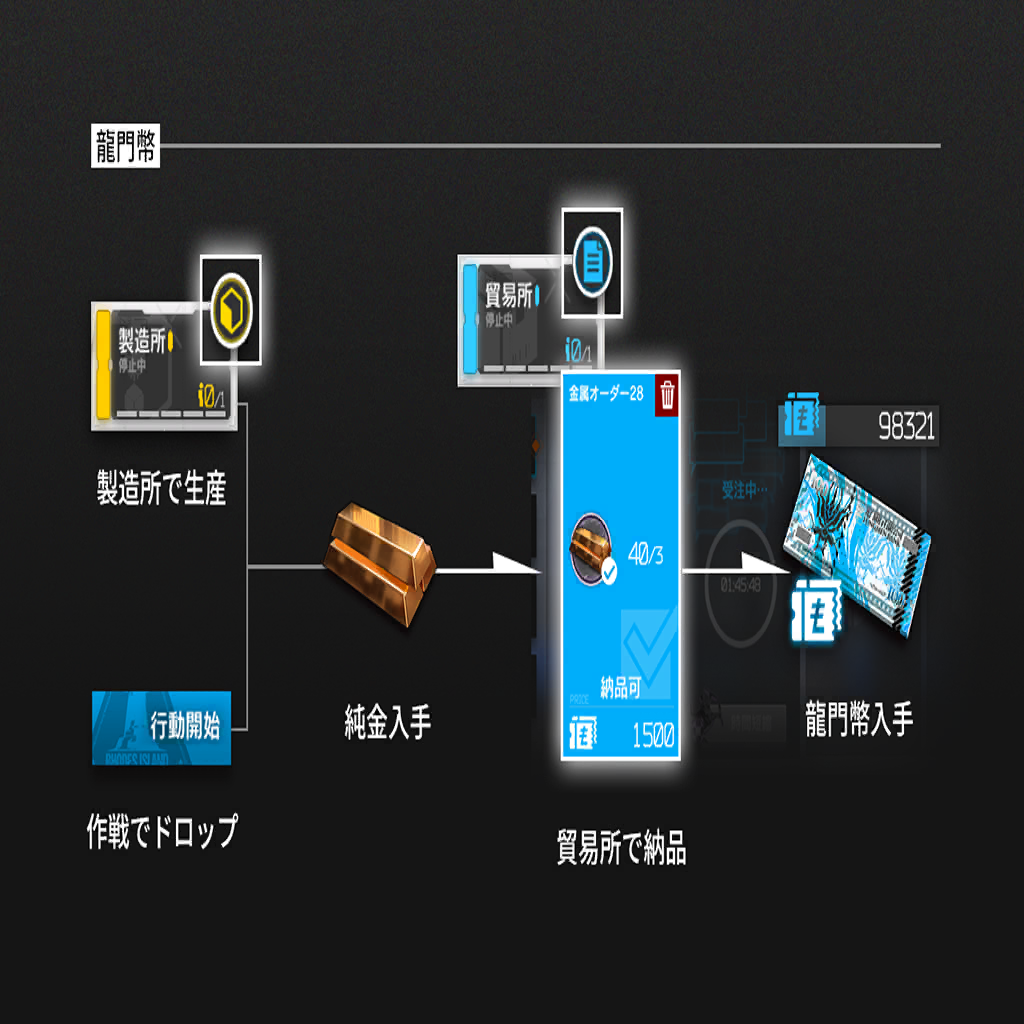 龍門幣
製造所
停止中
0/1
製造所で生産
行動開始
RHODES ISLAND
作戦でドロップ
純金入手
貿易所
停止中
0/1
金属オーダー28
40/3
納品可
PRICE
1500
貿易所で納品
受注中…
01:45:48
98321
龍門幣入手